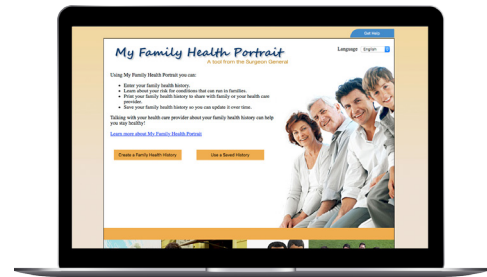 Get Help
My Family Health Portrait
Language English
A tool from the Surgeon General
Using My Family Health Portrait you can:
Enter your family health history.
Learn about your risk for conditions that can run in families.
Print your family health history to share with family or your health care
provider.
Save your family health history so you can update it over time.
Talking with your health care provider about your family health history can help
you stay healthy!
Learn more about My Family Health Portrait
Create a Family Health History
Use a Saved History